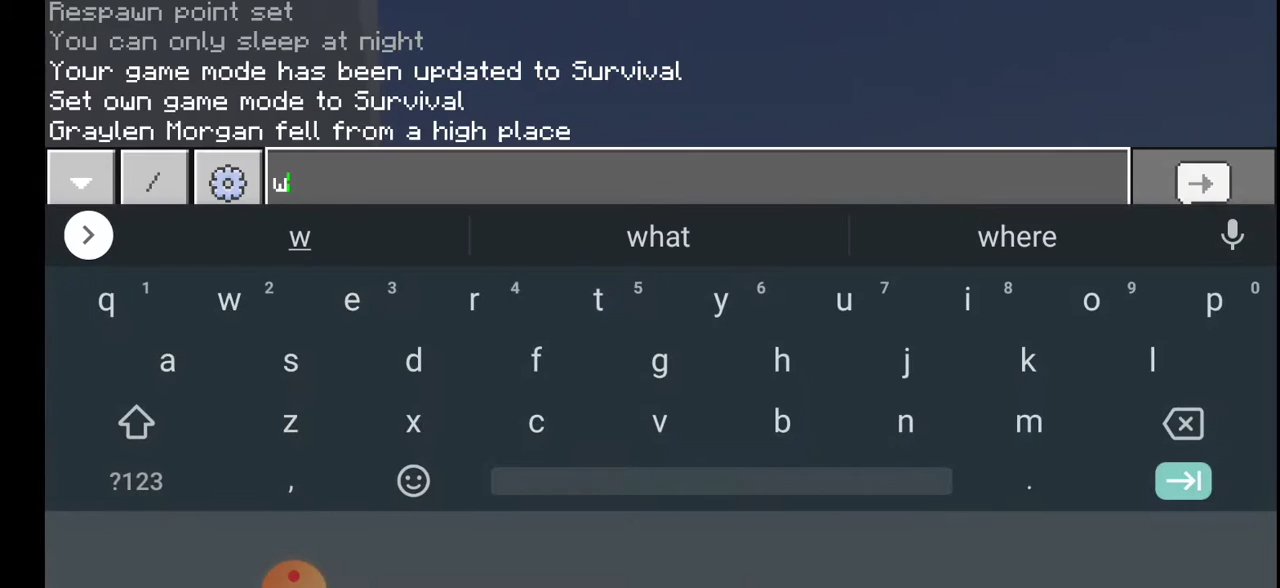 Respawn point set
You can only sleep at night
Your game mode has been updated to Survival
Set own game mode to Survival
Graylen Morgan fell from a high place
/ w
w what where
q 1 w 2 e 3 r 4 t 5 y 6 u 7 i 8 o 9 p 0
a s d f g h j k l
z x c v b n m
?123 , .